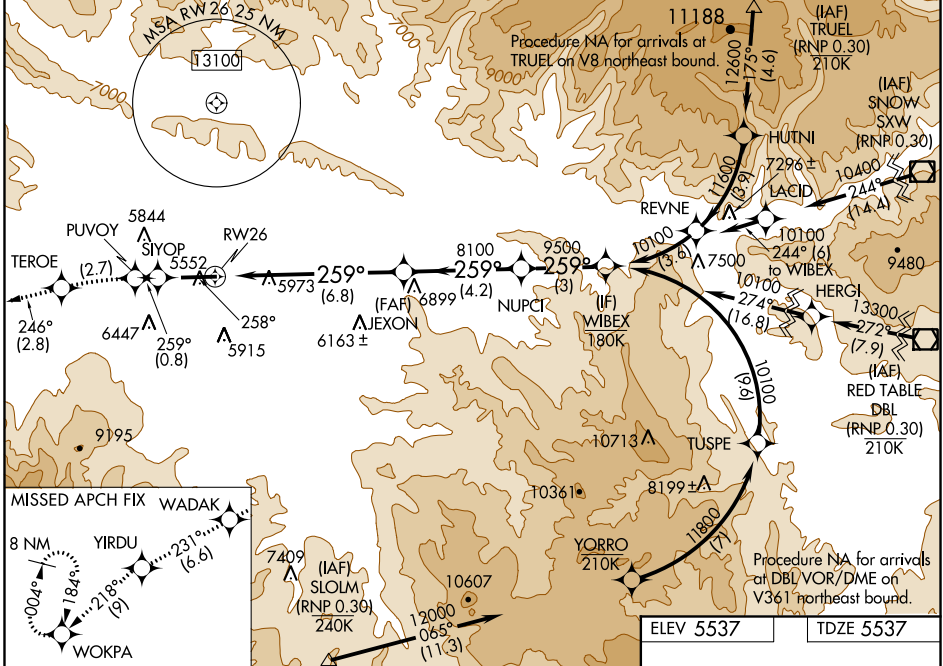 MSA RW26 25 NM
13100
7000
9000
11188
Procedure NA for arrivals at
TRUEL on V8 northeast bound.
12600
175°
(4.6)
(IAF)
TRUEL
(RNP 0.30)
210K
(IAF)
SNOW
SXW
(RNP 0.30)
HUTNI
11600
(3.9)
7296 ±
LACID
10400
244°
(14.4)
REVNE
10100
244° (6)
to WIBEX
9480
10100
(3.6)
7500
PUVOY
5844
SIYOP
RW26
TEROE
(2.7)
5552
5973
259°
(6.8)
8100
259°
(4.2)
9500
259°
(3)
(FAF)
JEXON
6899
NUPCI
(IF)
WIBEX
180K
10100
274°
(16.8)
HERGI
13300
272°
(7.9)
246°
(2.8)
6447
259°
(0.8)
258°
5915
6163 ±
(IAF)
RED TABLE
DBL
(RNP 0.30)
210K
10100
(9.6)
9195
10713
TUSPE
10361
8199 ±
11800
(7)
MISSED APCH FIX
WADAK
8 NM
YIRDU
231°
(6.6)
004°
184°
218°
(9)
WOKPA
7409
(IAF)
SLOLM
(RNP 0.30)
240K
10607
12000
065°
(11.3)
YORRO
210K
Procedure NA for arrivals
at DBL VOR/DME on
V361 northeast bound.
ELEV 5537
TDZE 5537